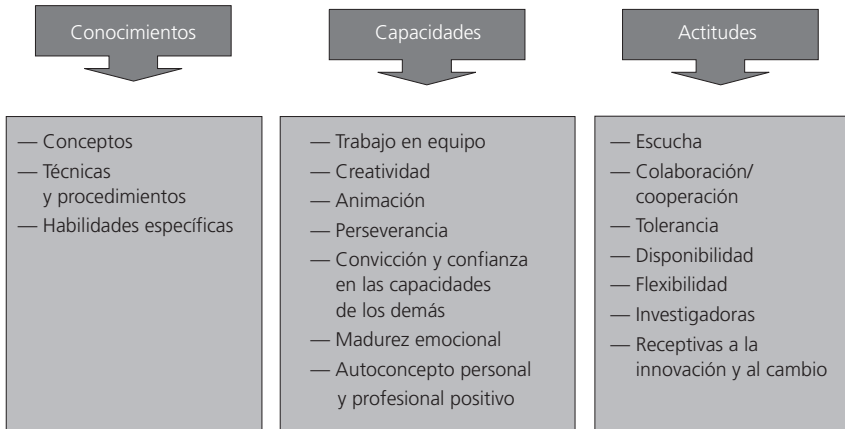 Conocimientos
— Conceptos
— Técnicas
y procedimientos
— Habilidades específicas
Capacidades
— Trabajo en equipo
— Creatividad
— Animación
— Perseverancia
— Convicción y confianza
en las capacidades
de los demás
— Madurez emocional
— Autoconcepto personal
y profesional positivo
Actitudes
— Escucha
— Colaboración/
cooperación
— Tolerancia
— Disponibilidad
— Flexibilidad
— Investigadoras
— Receptivas a la
innovación y al cambio